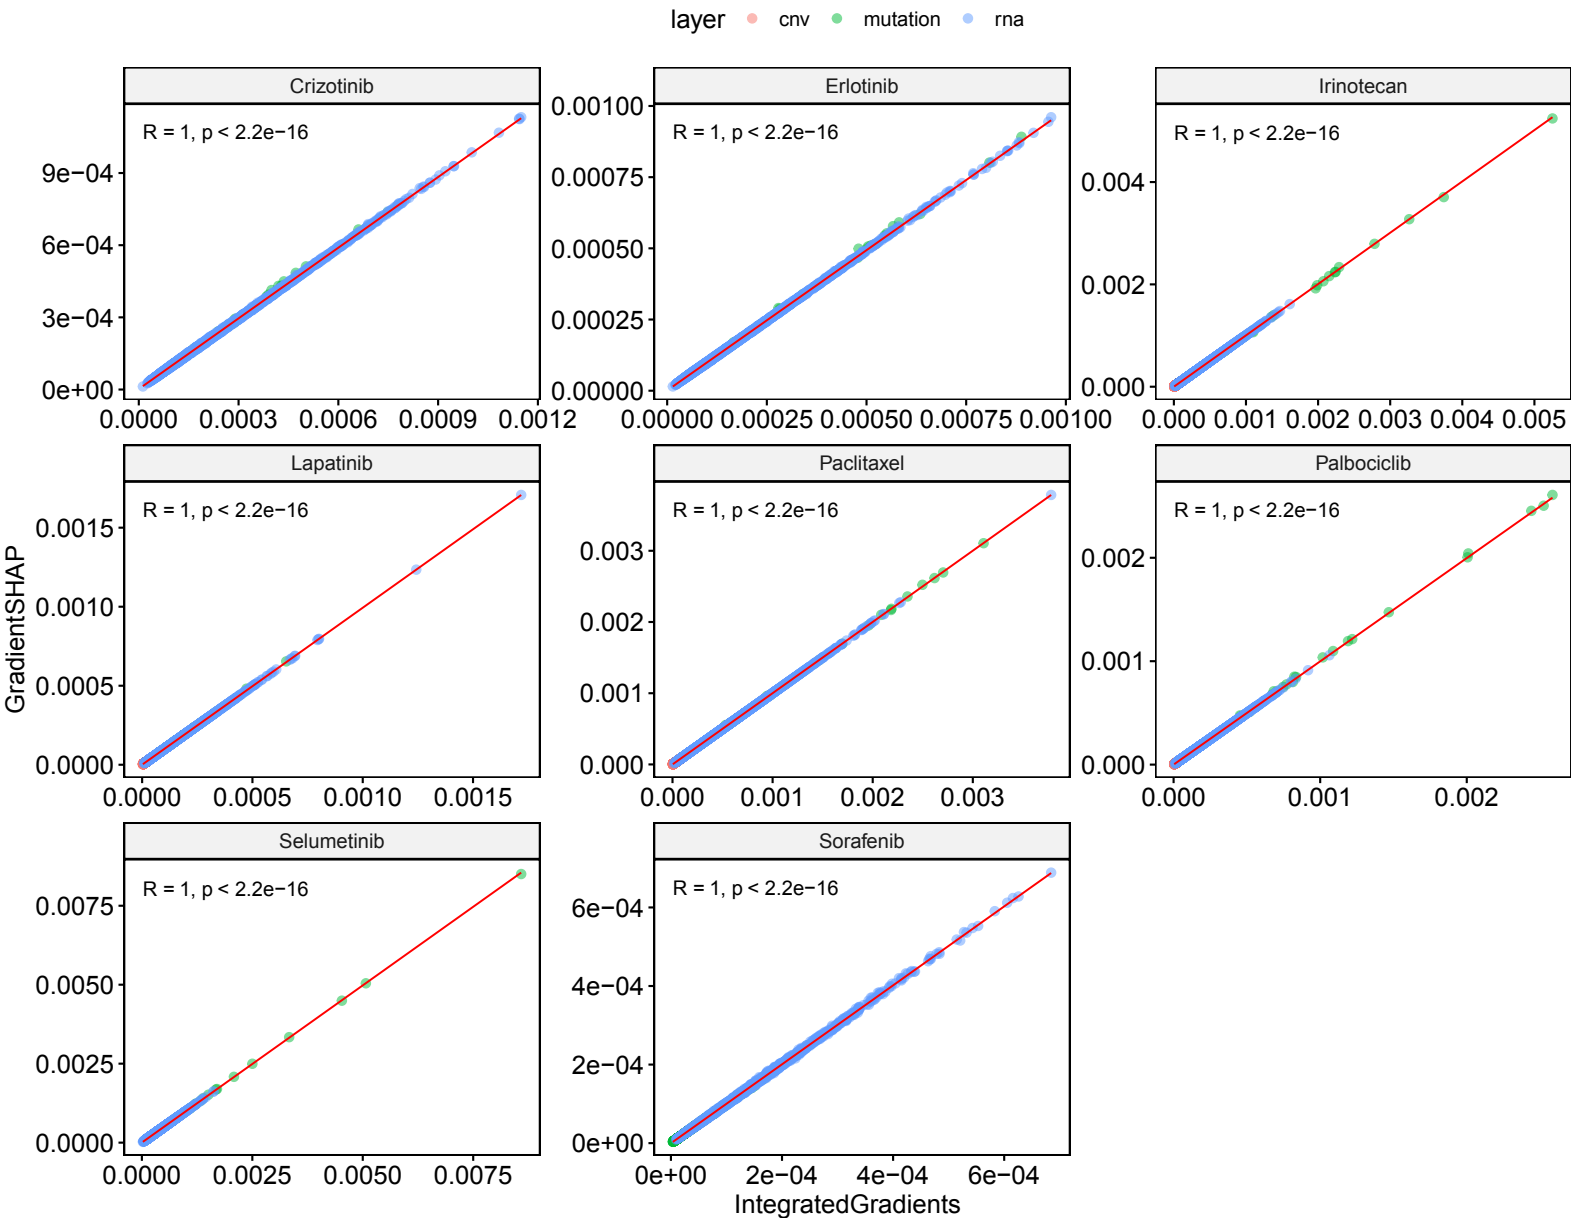 layer cnv mutation rna
Crizotinib
R = 1, p < 2.2e−16
9e−04
6e−04
3e−04
0e+00
0.0000 0.0003 0.0006 0.0009 0.0012
Erlotinib
R = 1, p < 2.2e−16
0.00100
0.00075
0.00050
0.00025
0.00000
0.00000 0.00025 0.00050 0.00075 0.00100
Irinotecan
R = 1, p < 2.2e−16
0.004
0.002
0.000
0.000 0.001 0.002 0.003 0.004 0.005
Lapatinib
R = 1, p < 2.2e−16
0.0015
0.0010
0.0005
0.0000
0.0000 0.0005 0.0010 0.0015
Paclitaxel
R = 1, p < 2.2e−16
0.003
0.002
0.001
0.000
0.000 0.001 0.002 0.003
Palbociclib
R = 1, p < 2.2e−16
0.002
0.001
0.000
0.000 0.001 0.002
Selumetinib
R = 1, p < 2.2e−16
0.0075
0.0050
0.0025
0.0000
0.0000 0.0025 0.0050 0.0075
Sorafenib
R = 1, p < 2.2e−16
6e−04
4e−04
2e−04
0e+00
0e+00 2e−04 4e−04 6e−04
GradientSHAP
IntegratedGradients